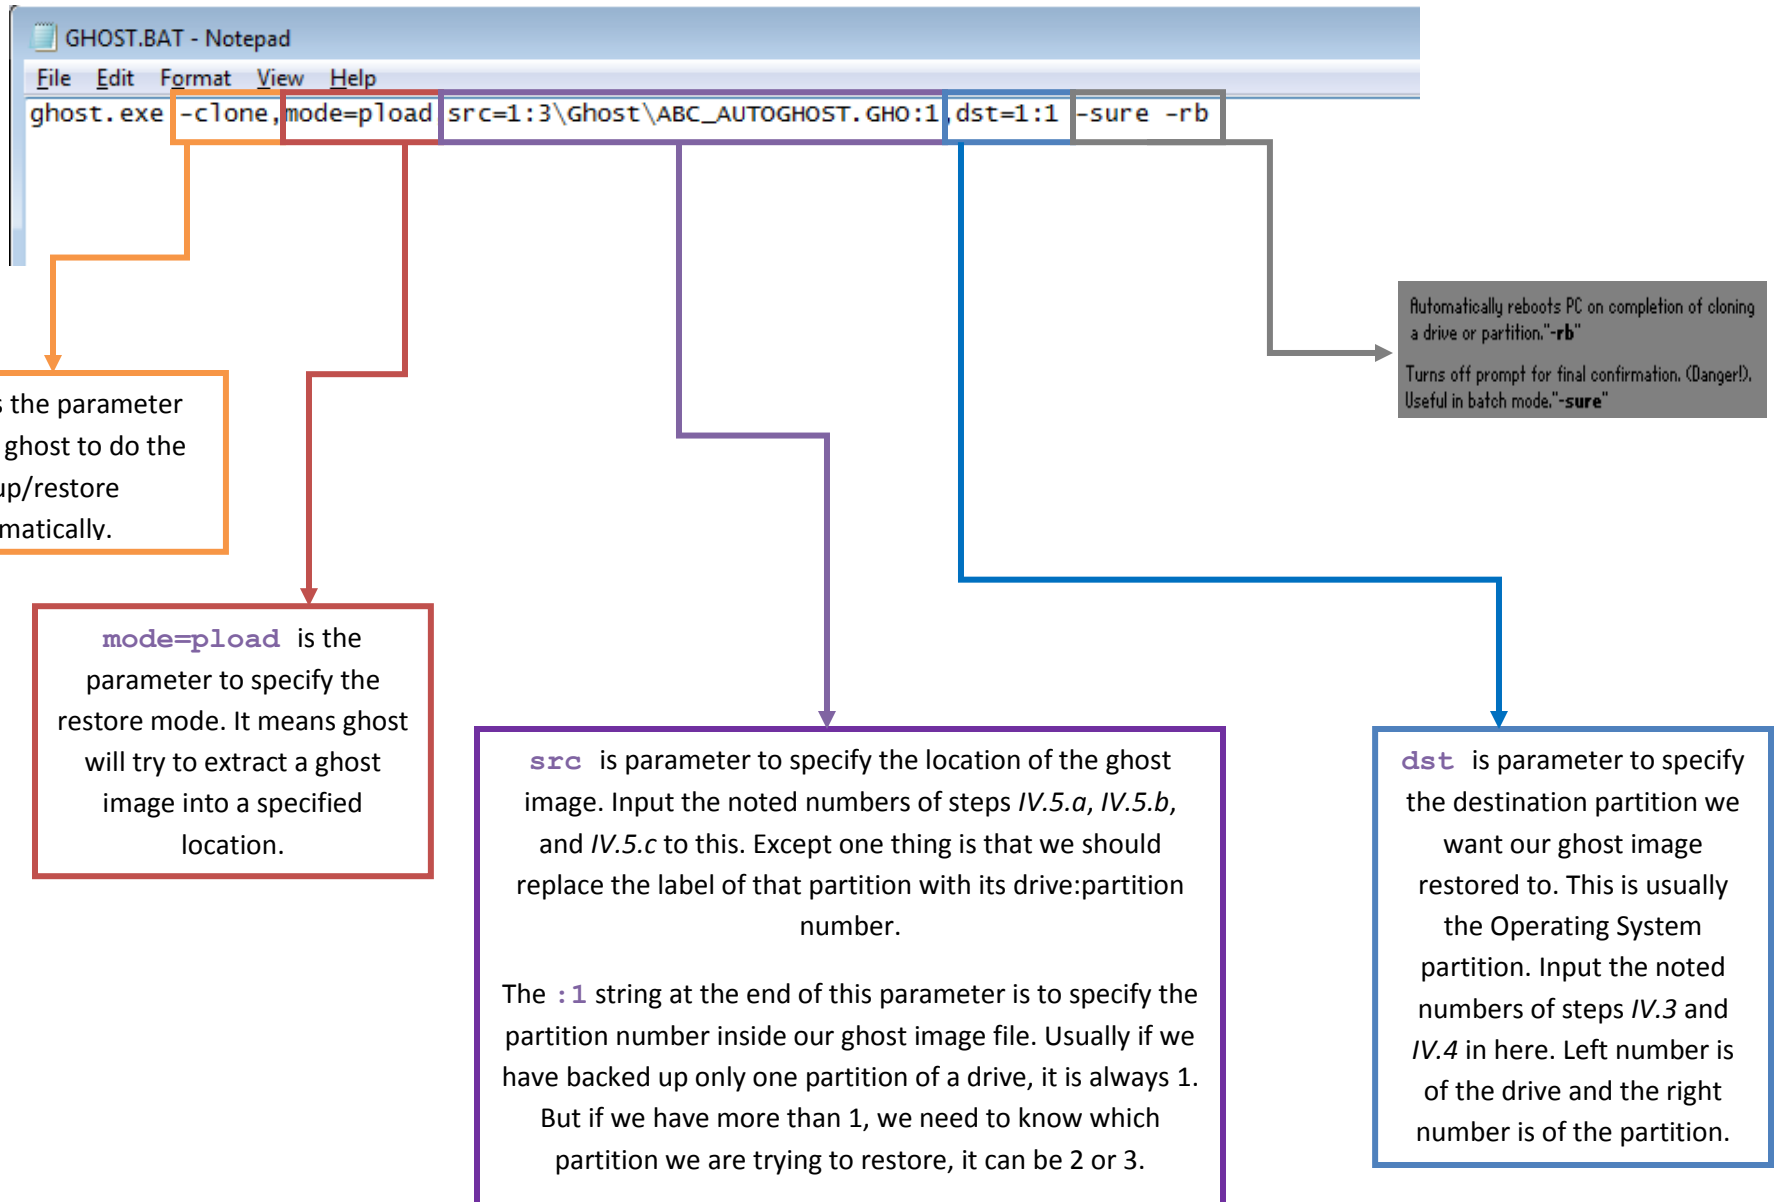 GHOST.BAT - Notepad
File Edit Format View Help
ghost.exe -clone,mode=pload src=1:3\Ghost\ABC_AUTOGHOST.GHO:1,dst=1:1 -sure -rb
Automatically reboots PC on completion of cloning
a drive or partition."-rb"
Turns off prompt for final confirmation. (Danger!).
Useful in batch mode."-sure"
the parameter
ghost to do the
up/restore
matically.
mode=pload is the
parameter to specify the
restore mode. It means ghost
will try to extract a ghost
image into a specified
location.
src is parameter to specify the location of the ghost
image. Input the noted numbers of steps IV.5.a, IV.5.b,
and IV.5.c to this. Except one thing is that we should
replace the label of that partition with its drive:partition
number.
The :1 string at the end of this parameter is to specify the
partition number inside our ghost image file. Usually if we
have backed up only one partition of a drive, it is always 1.
But if we have more than 1, we need to know which
partition we are trying to restore, it can be 2 or 3.
dst is parameter to specify
the destination partition we
want our ghost image
restored to. This is usually
the Operating System
partition. Input the noted
numbers of steps IV.3 and
IV.4 in here. Left number is
of the drive and the right
number is of the partition.